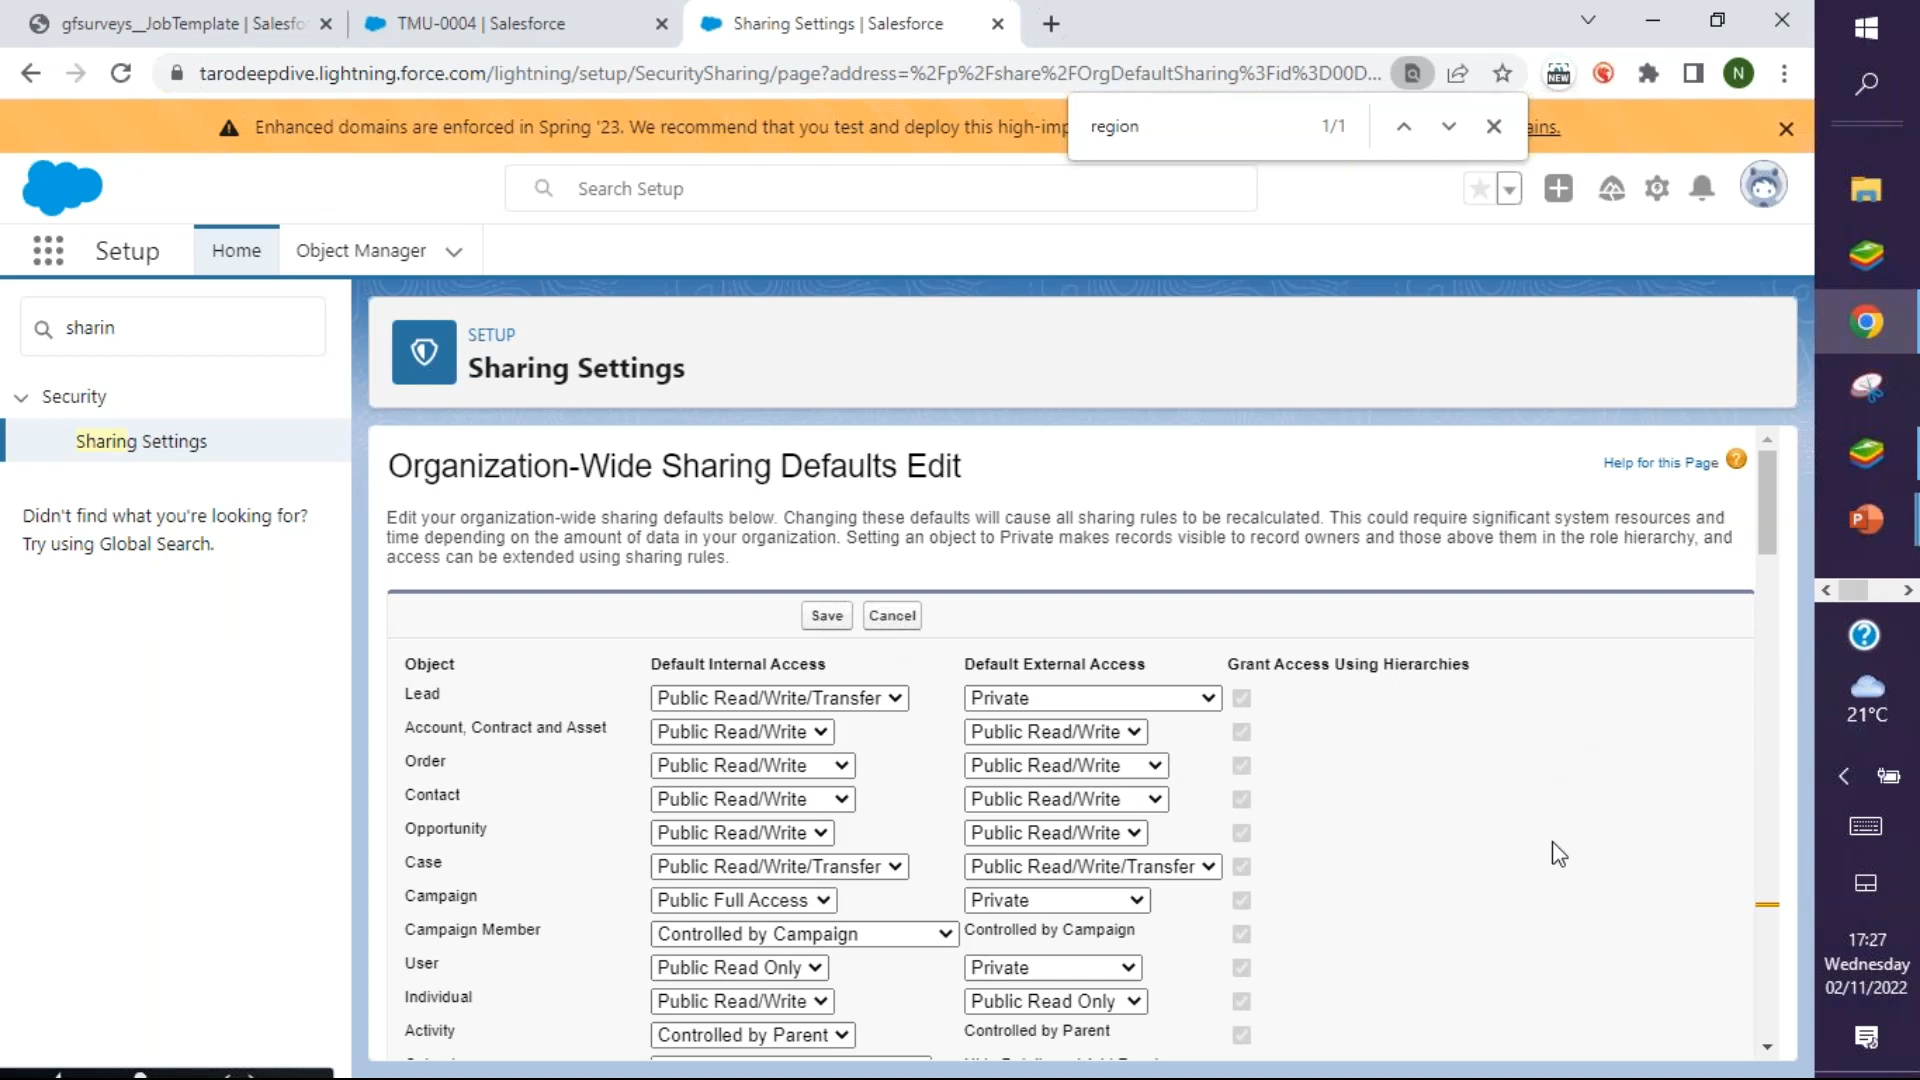 gfsurveys__JobTemplate | Salesfo
TMU-0004 | Salesforce
Sharing Settings | Salesforce
tarodeepdive.lightning.force.com/lightning/setup/SecuritySharing/page?address=%2Fp%2Fshare%2FOrgDefaultSharing%3Fid%3D00D...
NEW
N
Enhanced domains are enforced in Spring '23. We recommend that you test and deploy this high-imp
ains.
region
1/1
Search Setup
Setup
Home
Object Manager
sharin
Security
Sharing Settings
Didn't find what you're looking for?
Try using Global Search.
SETUP
Sharing Settings
Organization-Wide Sharing Defaults Edit
Help for this Page ?
Edit your organization-wide sharing defaults below. Changing these defaults will cause all sharing rules to be recalculated. This could require significant system resources and
time depending on the amount of data in your organization. Setting an object to Private makes records visible to record owners and those above them in the role hierarchy, and
access can be extended using sharing rules.
Save Cancel
Object Default Internal Access Default External Access Grant Access Using Hierarchies
Lead Public Read/Write/Transfer Private
Account, Contract and Asset Public Read/Write Public Read/Write
Order Public Read/Write Public Read/Write
Contact Public Read/Write Public Read/Write
Opportunity Public Read/Write Public Read/Write
Case Public Read/Write/Transfer Public Read/Write/Transfer
Campaign Public Full Access Private
Campaign Member Controlled by Campaign Controlled by Campaign
User Public Read Only Private
Individual Public Read/Write Public Read Only
Activity Controlled by Parent Controlled by Parent
P
?
21°C
17:27
Wednesday
02/11/2022